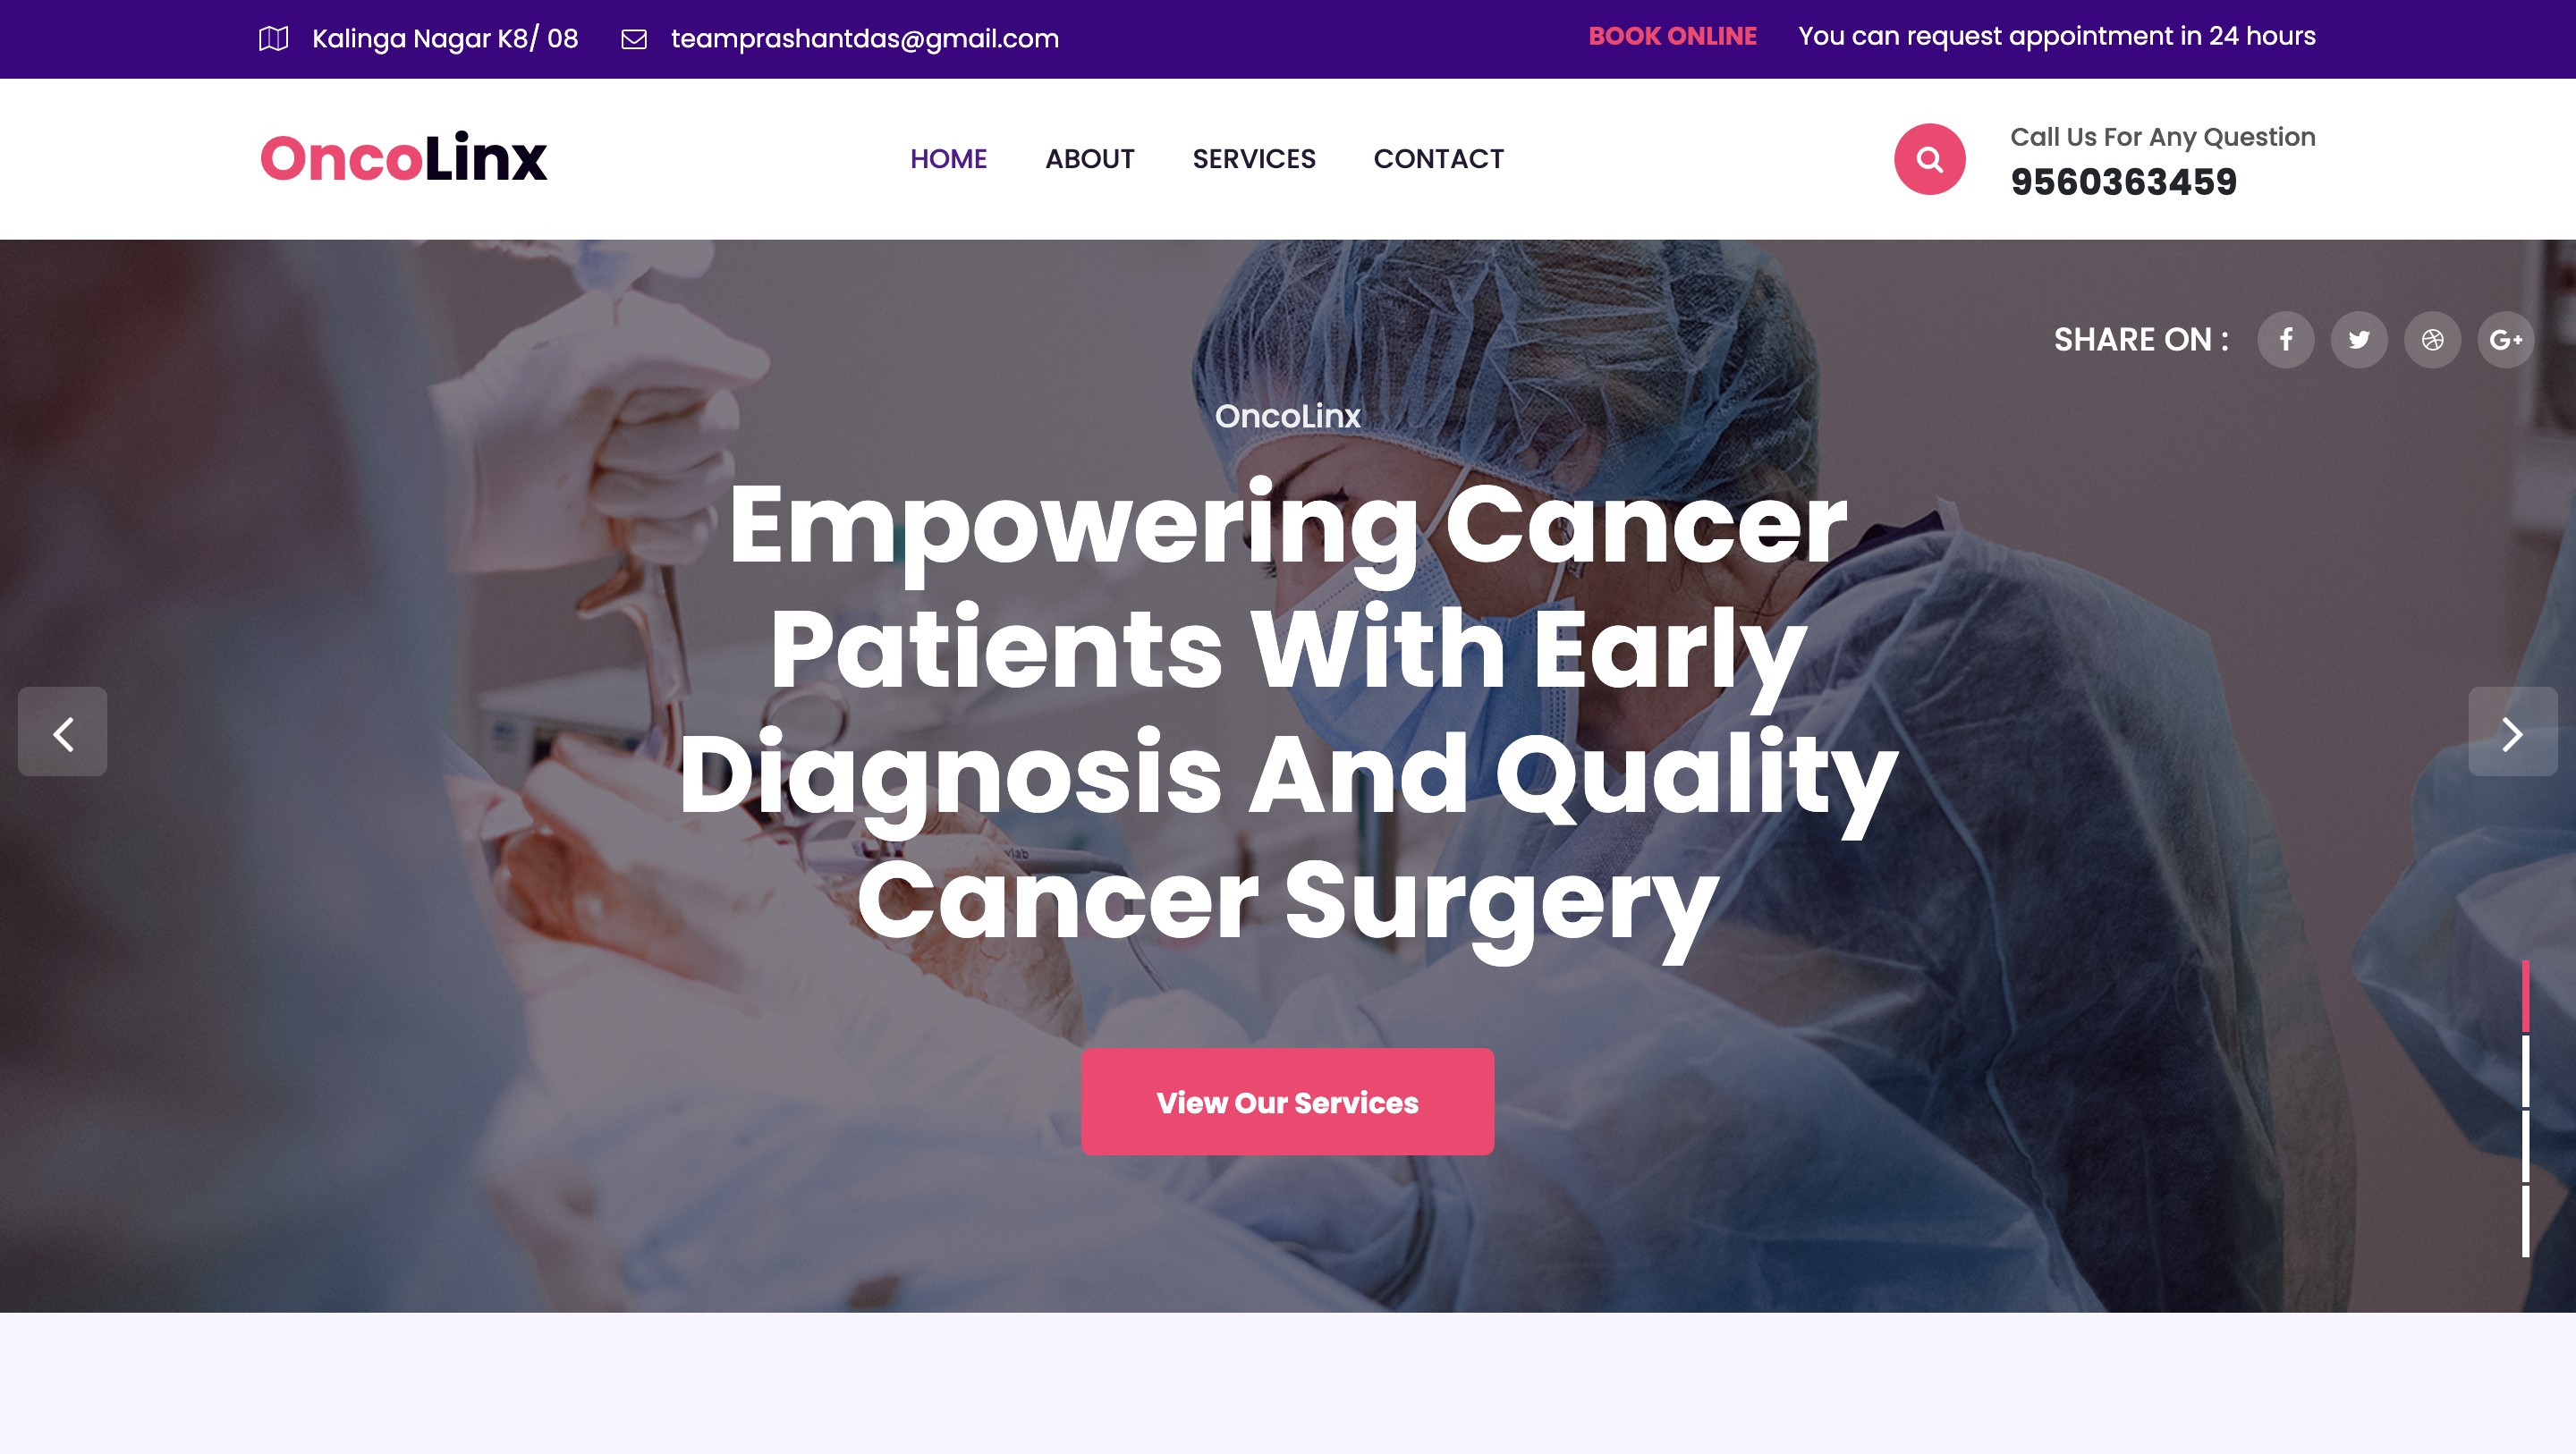 Kalinga Nagar K8/ 08
teamprashantdas@gmail.com
BOOK ONLINE
You can request appointment in 24 hours
OncoLinx
HOME
ABOUT
SERVICES
CONTACT
Call Us For Any Question
9560363459
SHARE ON :
OncoLinx
Empowering Cancer
Patients With Early
Diagnosis And Quality
Cancer Surgery
vlab
View Our Services